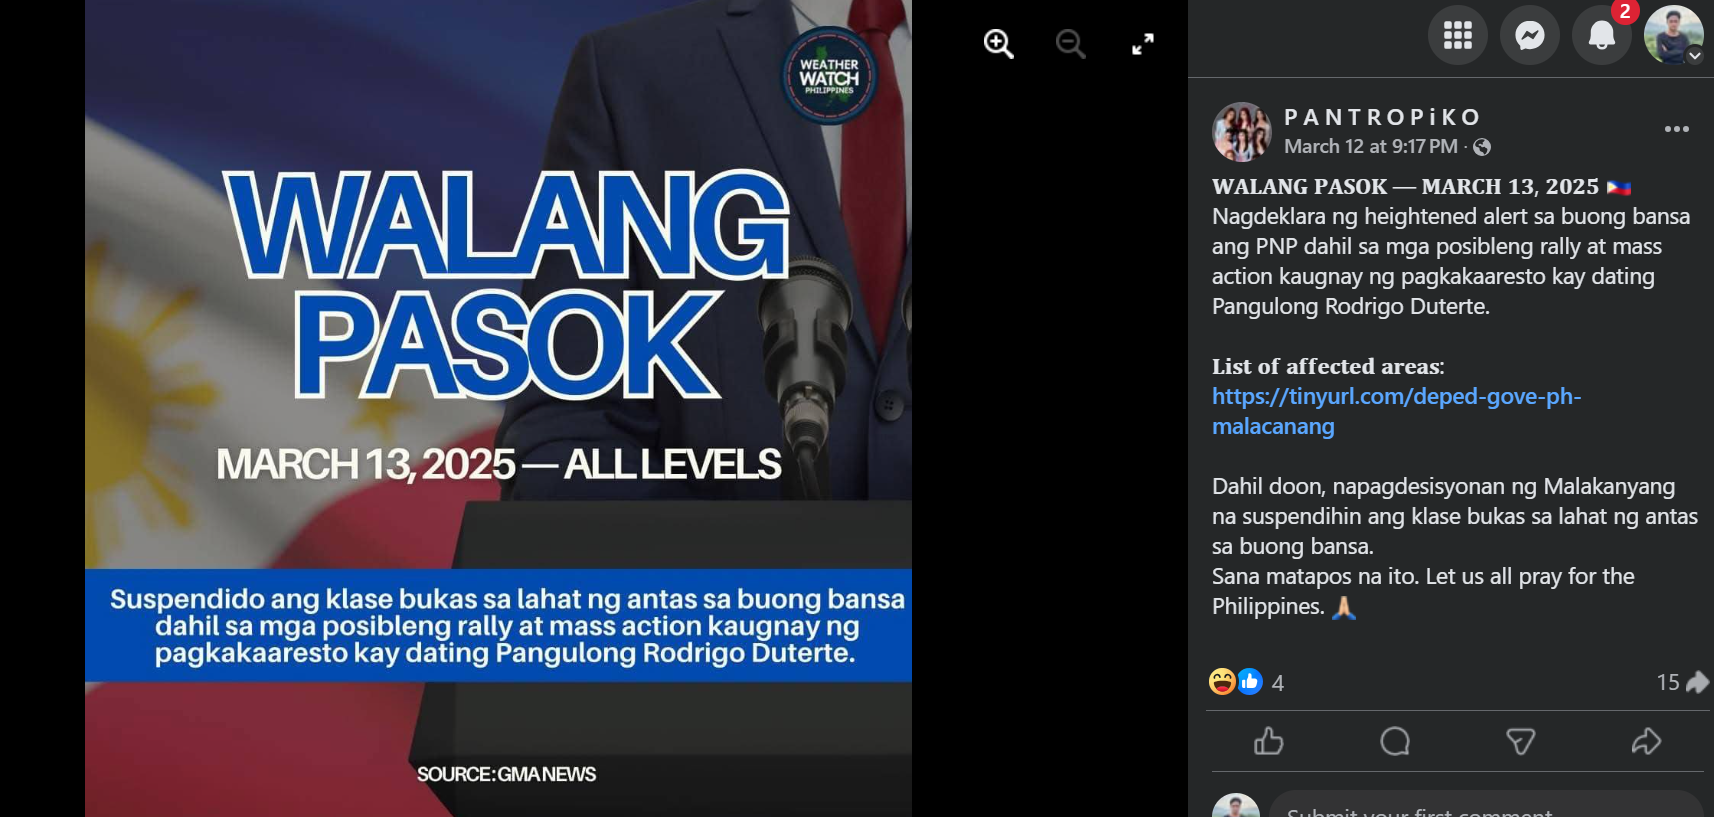 WEATHER
WATCH
PHILIPPINES
WALANG
PASOK
MARCH 13, 2025 — ALL LEVELS
Suspendido ang klase bukas sa lahat ng antas sa buong bansa
dahil sa mga posibleng rally at mass action kaugnay ng
pagkakaaresto kay dating Pangulong Rodrigo Duterte.
SOURCE: GMA NEWS
2
P A N T R O P i K O
March 12 at 9:17 PM ·
WALANG PASOK — MARCH 13, 2025 🇵🇭
Nagdeklara ng heightened alert sa buong bansa
ang PNP dahil sa mga posibleng rally at mass
action kaugnay ng pagkakaaresto kay dating
Pangulong Rodrigo Duterte.
List of affected areas:
https://tinyurl.com/deped-gove-ph-
malacanang
Dahil doon, napagdesisyonan ng Malakanyang
na suspendihin ang klase bukas sa lahat ng antas
sa buong bansa.
Sana matapos na ito. Let us all pray for the
Philippines. 🙏
4
15
Submit your first comment